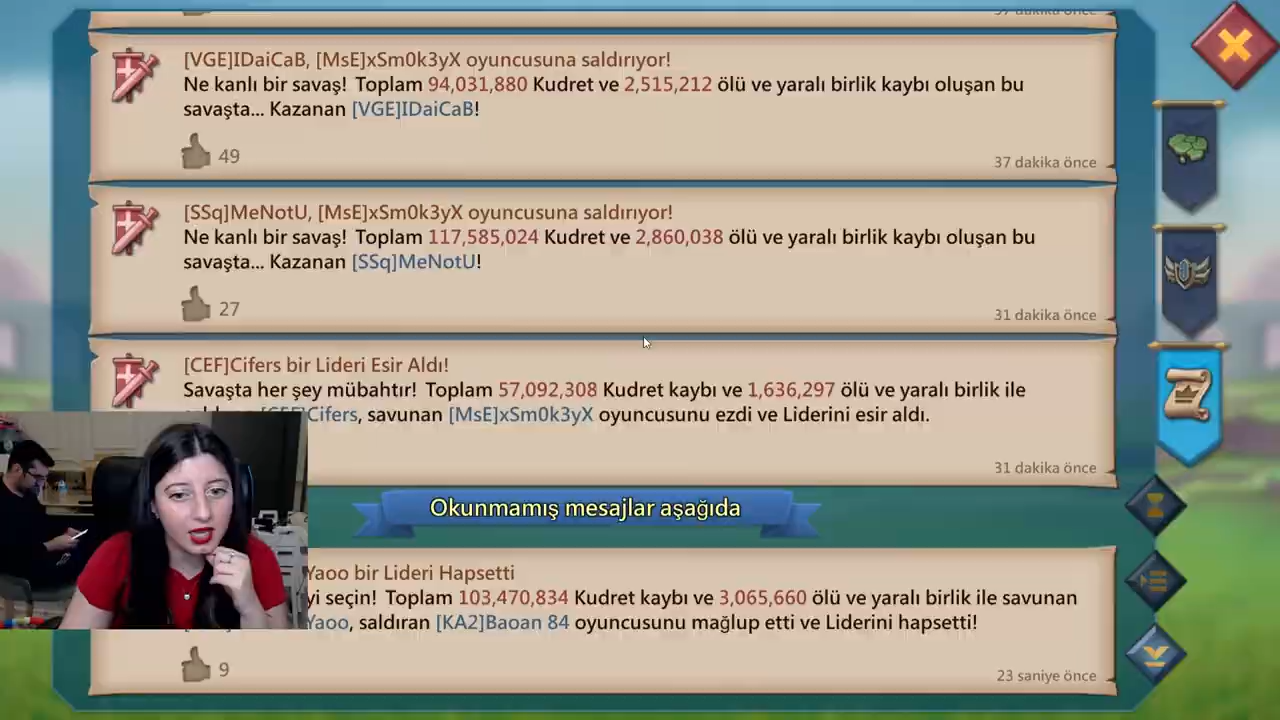 37 dakika önce
[VGE]IDaiCaB, [MsE]xSm0k3yX oyuncusuna saldırıyor!
Ne kanlı bir savaş! Toplam 94,031,880 Kudret ve 2,515,212 ölü ve yaralı birlik kaybı oluşan bu
savaşta... Kazanan [VGE]IDaiCaB!
49
37 dakika önce
[SSq]MeNotU, [MsE]xSm0k3yX oyuncusuna saldırıyor!
Ne kanlı bir savaş! Toplam 117,585,024 Kudret ve 2,860,038 ölü ve yaralı birlik kaybı oluşan bu
savaşta... Kazanan [SSq]MeNotU!
27
31 dakika önce
[CEF]Cifers bir Lideri Esir Aldı!
Savaşta her şey mübahtır! Toplam 57,092,308 Kudret kaybı ve 1,636,297 ölü ve yaralı birlik ile
Cifers, savunan [MsE]xSm0k3yX oyuncusunu ezdi ve Liderini esir aldı.
31 dakika önce
Okunmamış mesajlar aşağıda
Yaoo bir Lideri Hapsetti
yi seçin! Toplam 103,470,834 Kudret kaybı ve 3,065,660 ölü ve yaralı birlik ile savunan
Yaoo, saldıran [KA2]Baoan 84 oyuncusunu mağlup etti ve Liderini hapsetti!
9
23 saniye önce